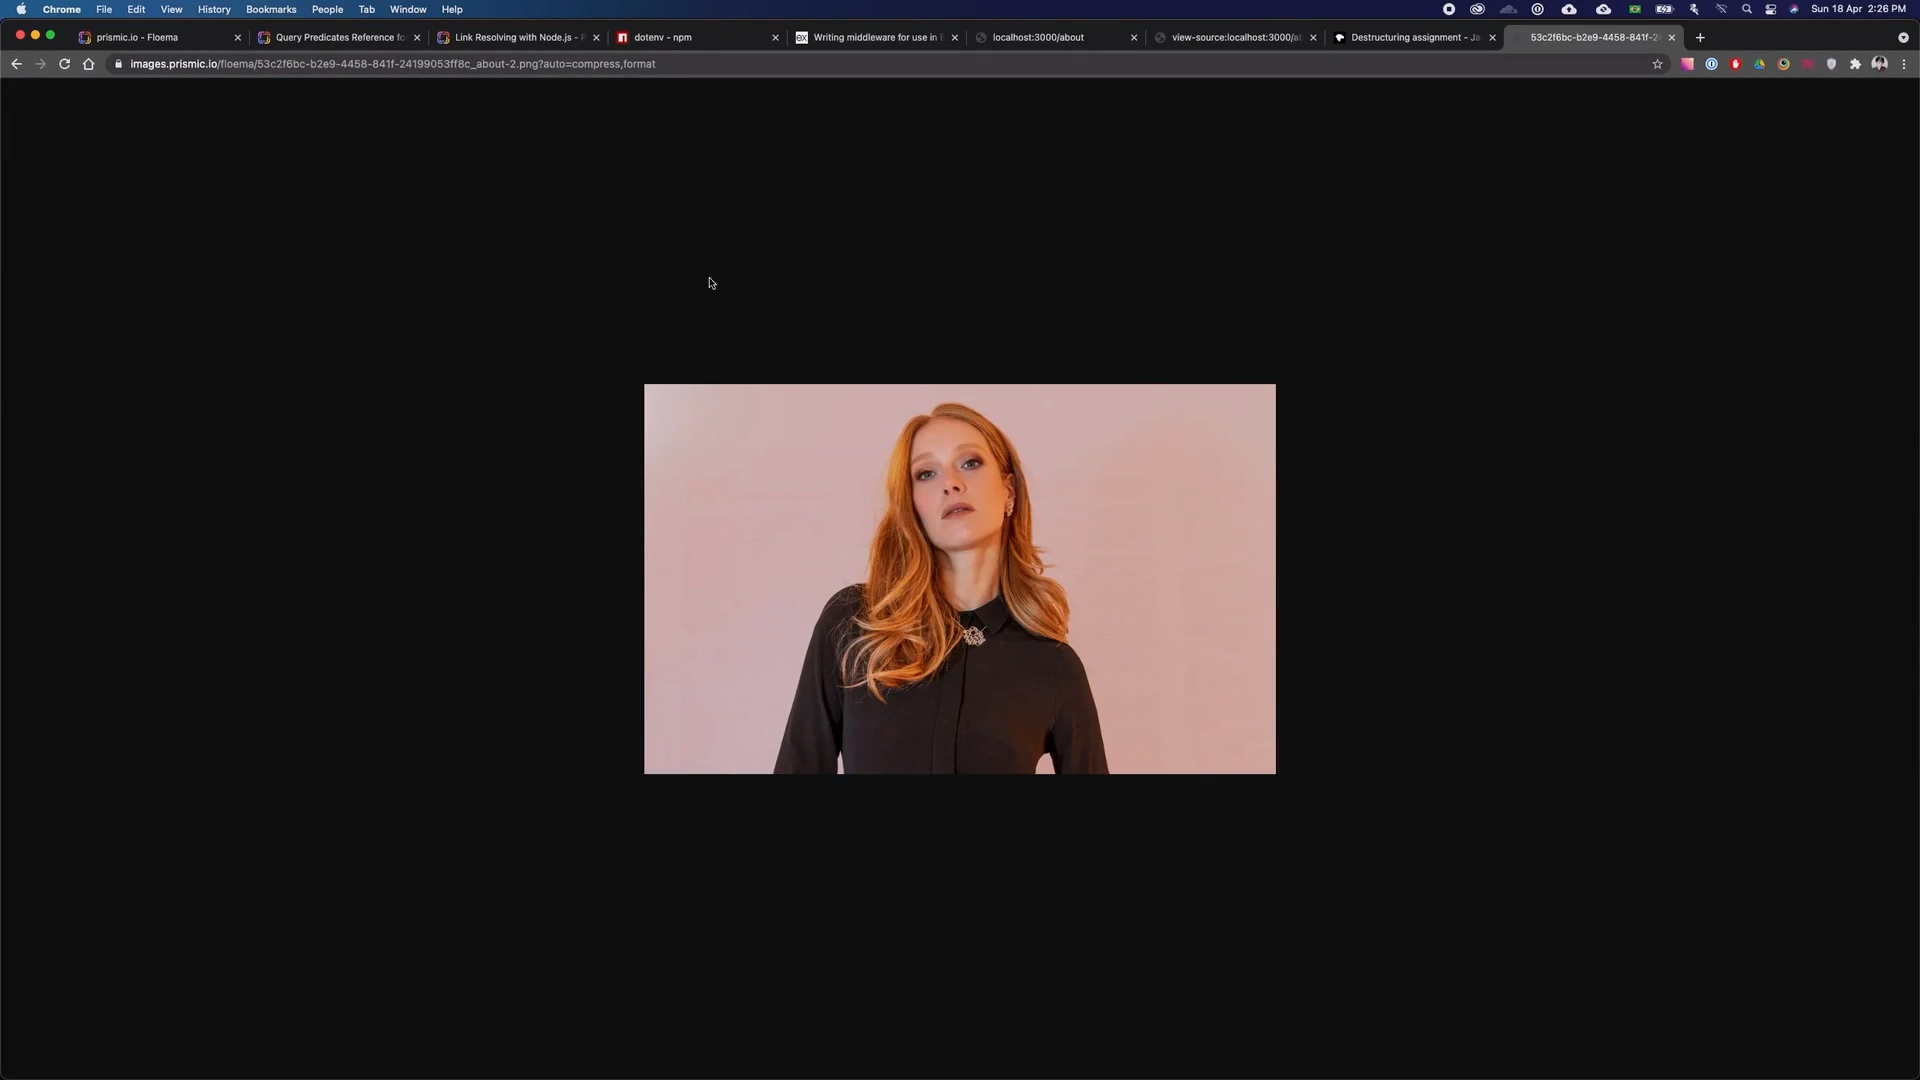 Chrome File Edit View History Bookmarks People Tab Window Help Sun 18 Apr 2:26 PM
prismic.io - Floema Query Predicates Reference fo Link Resolving with Node.js - P dotenv - npm Writing middleware for use in E localhost:3000/about view-source:localhost:3000/ab Destructuring assignment - Ja 53c2f6bc-b2e9-4458-841f-24
images.prismic.io/floema/53c2f6bc-b2e9-4458-841f-24199053ff8c_about-2.png?auto=compress,format